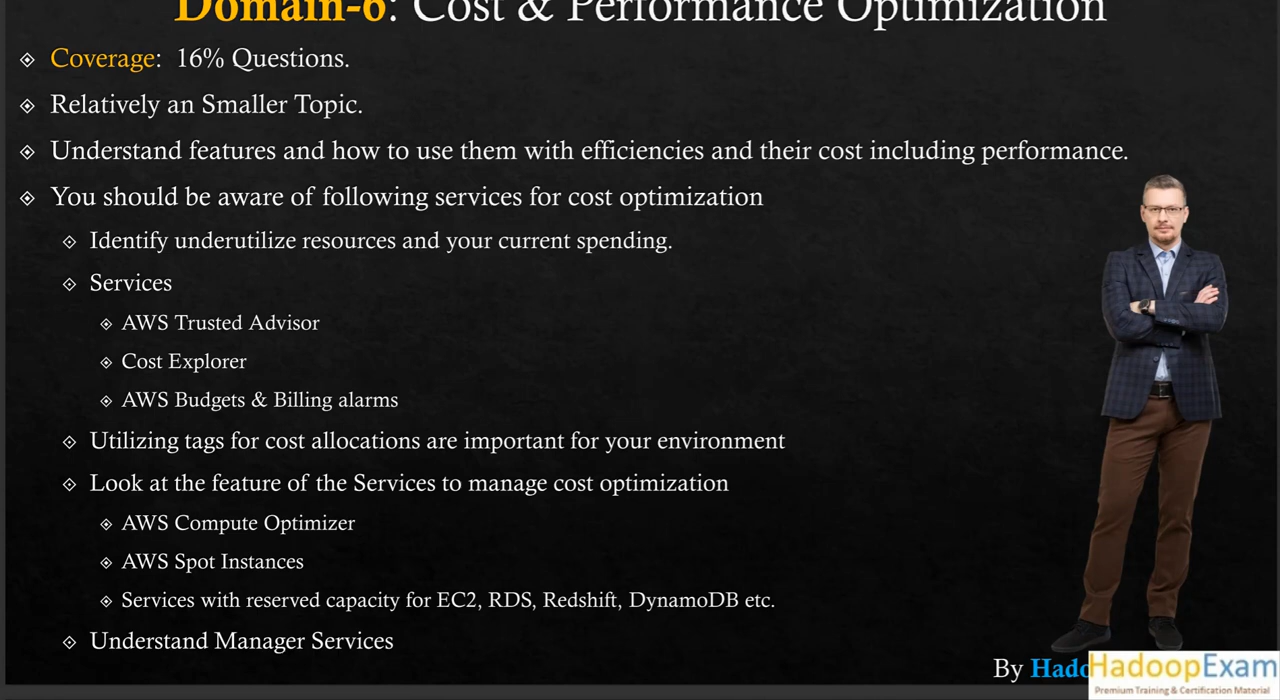 Domain-6: Cost & Performance Optimization
Coverage: 16% Questions.
Relatively an Smaller Topic.
Understand features and how to use them with efficiencies and their cost including performance.
You should be aware of following services for cost optimization
Identify underutilize resources and your current spending.
Services
AWS Trusted Advisor
Cost Explorer
AWS Budgets & Billing alarms
Utilizing tags for cost allocations are important for your environment
Look at the feature of the Services to manage cost optimization
AWS Compute Optimizer
AWS Spot Instances
Services with reserved capacity for EC2, RDS, Redshift, DynamoDB etc.
Understand Manager Services
By Hado
HadoopExam
Premium Training & Certification Material